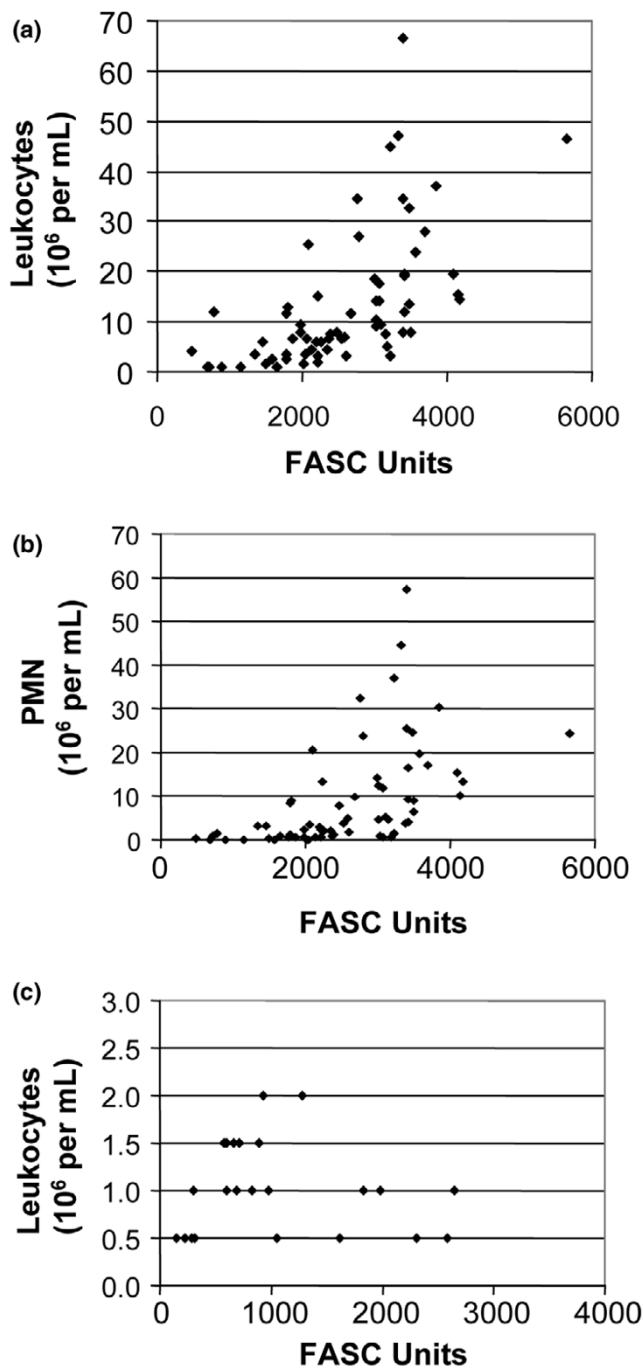 (a)
Leukocytes
(10⁶ per mL)
70
60
50
40
30
20
10
0
0 2000 4000 6000
FASC Units
(b)
PMN
(10⁶ per mL)
70
60
50
40
30
20
10
0
0 2000 4000 6000
FASC Units
(c)
Leukocytes
(10⁶ per mL)
3.0
2.5
2.0
1.5
1.0
0.5
0.0
0 1000 2000 3000 4000
FASC Units